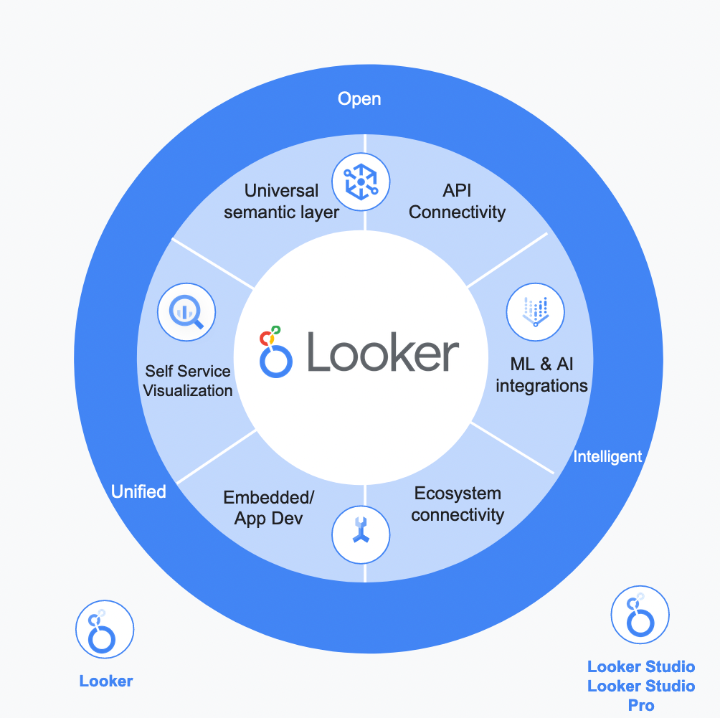 Open
Universal
semantic layer
API
Connectivity
Self Service
Visualization
Looker
ML & AI
integrations
Intelligent
Unified
Embedded/
App Dev
Ecosystem
connectivity
Looker
Looker Studio
Looker Studio
Pro